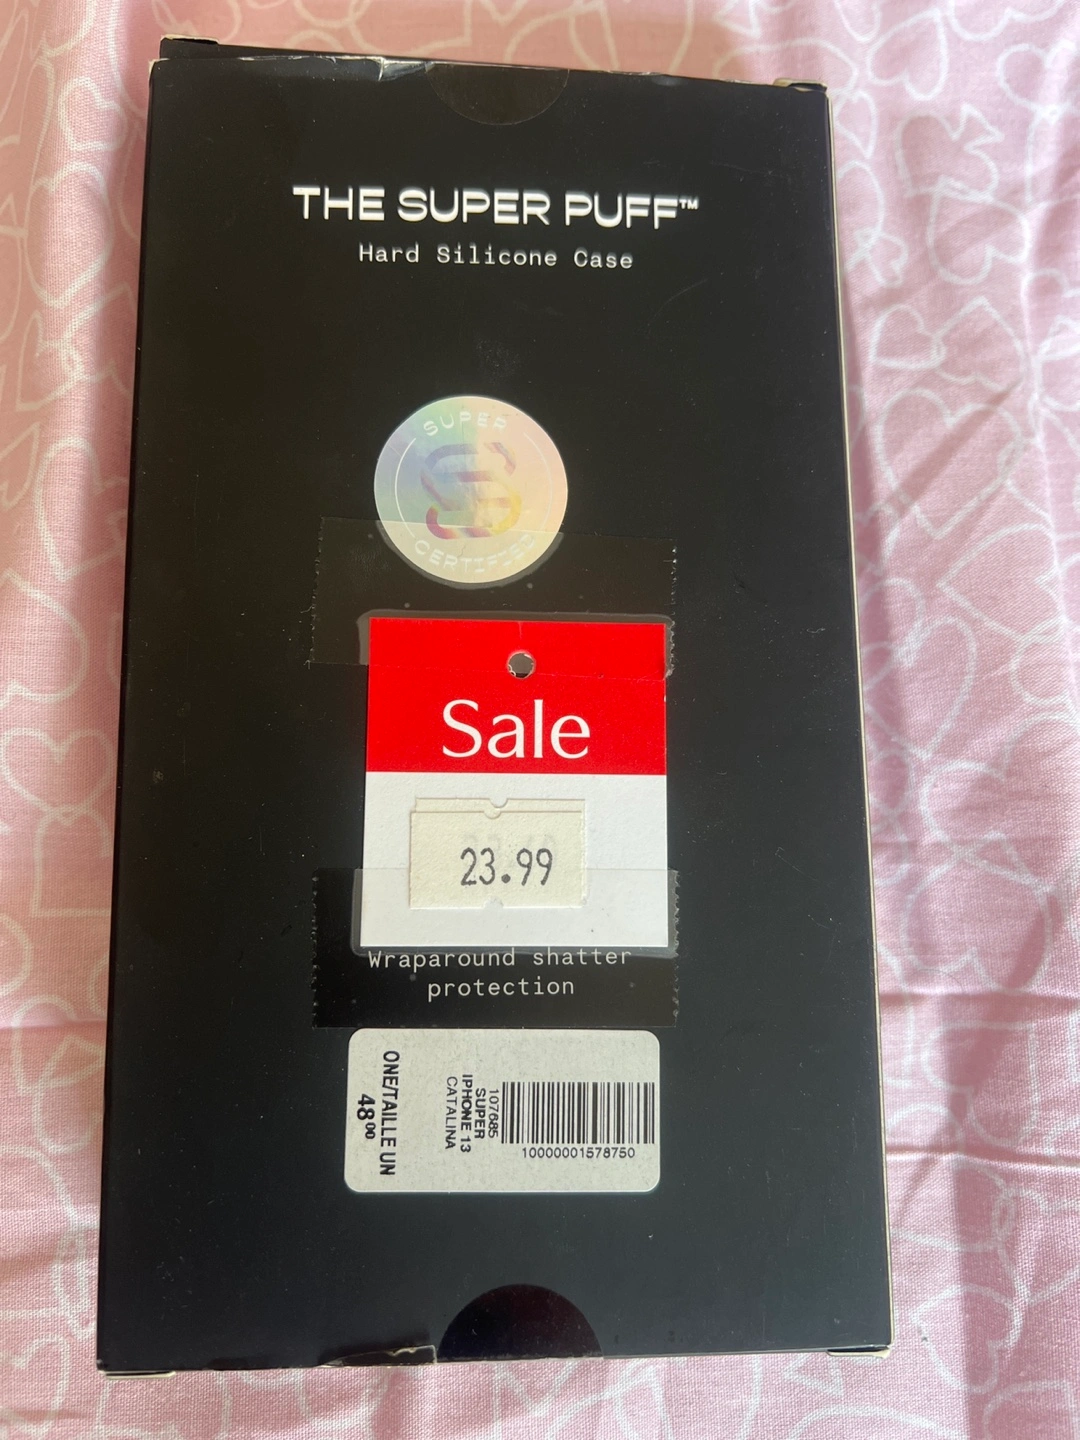 THE SUPER PUFF™
Hard Silicone Case
SUPER
CERTIFIED
Sale
23.99
Wraparound shatter
protection
ONE/TAILLE UN
48⁰⁰
107685
SUPER
IPHONE 13
CATALINA
10000001578750